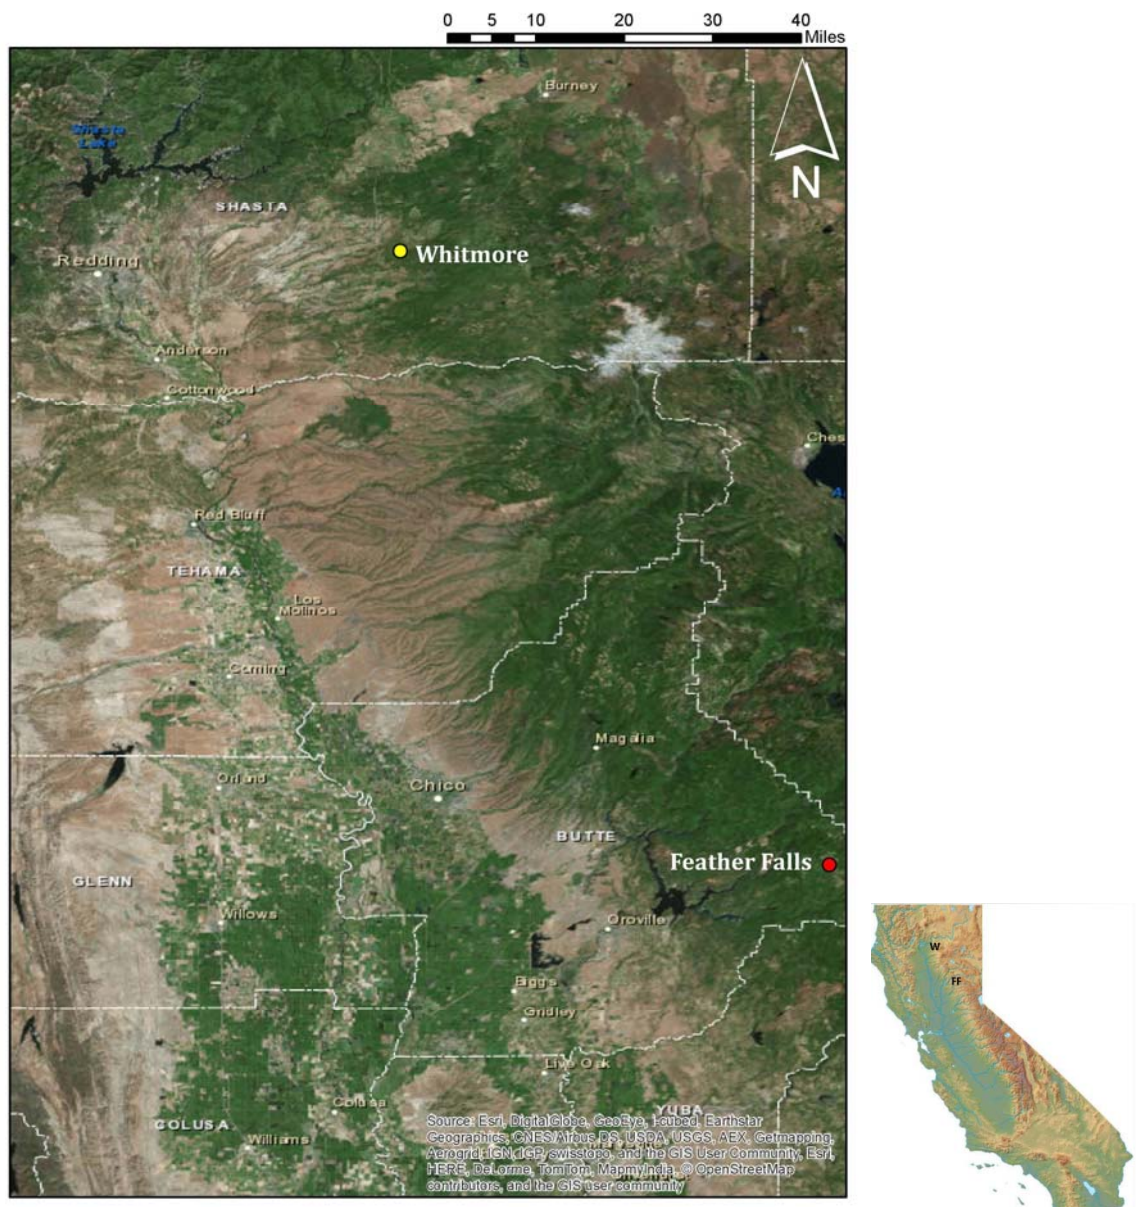 0 5 10 20 30 40
Miles
Burney
Lake
N
SHASTA
Whitmore
Redding
Anderson
Cottonwood
Ches
A
Red Bluff
TEHAMA
Los
Molinos
Corning
Magalia
Orland
Chico
BUTTE
Feather Falls
GLENN
Willows
Oroville
Biggs
Gridley
Live Oak
Colusa
YUBA
COLUSA
Williams
Source: Esri, DigitalGlobe, GeoEye, i-cubed, Earthstar
Geographics, CNES/Airbus DS, USDA, USGS, AEX, Getmapping,
Aerogrid, IGN, IGP, swisstopo, and the GIS User Community, Esri,
HERE, DeLorme, TomTom, MapmyIndia, © OpenStreetMap
contributors, and the GIS user community
W
FF